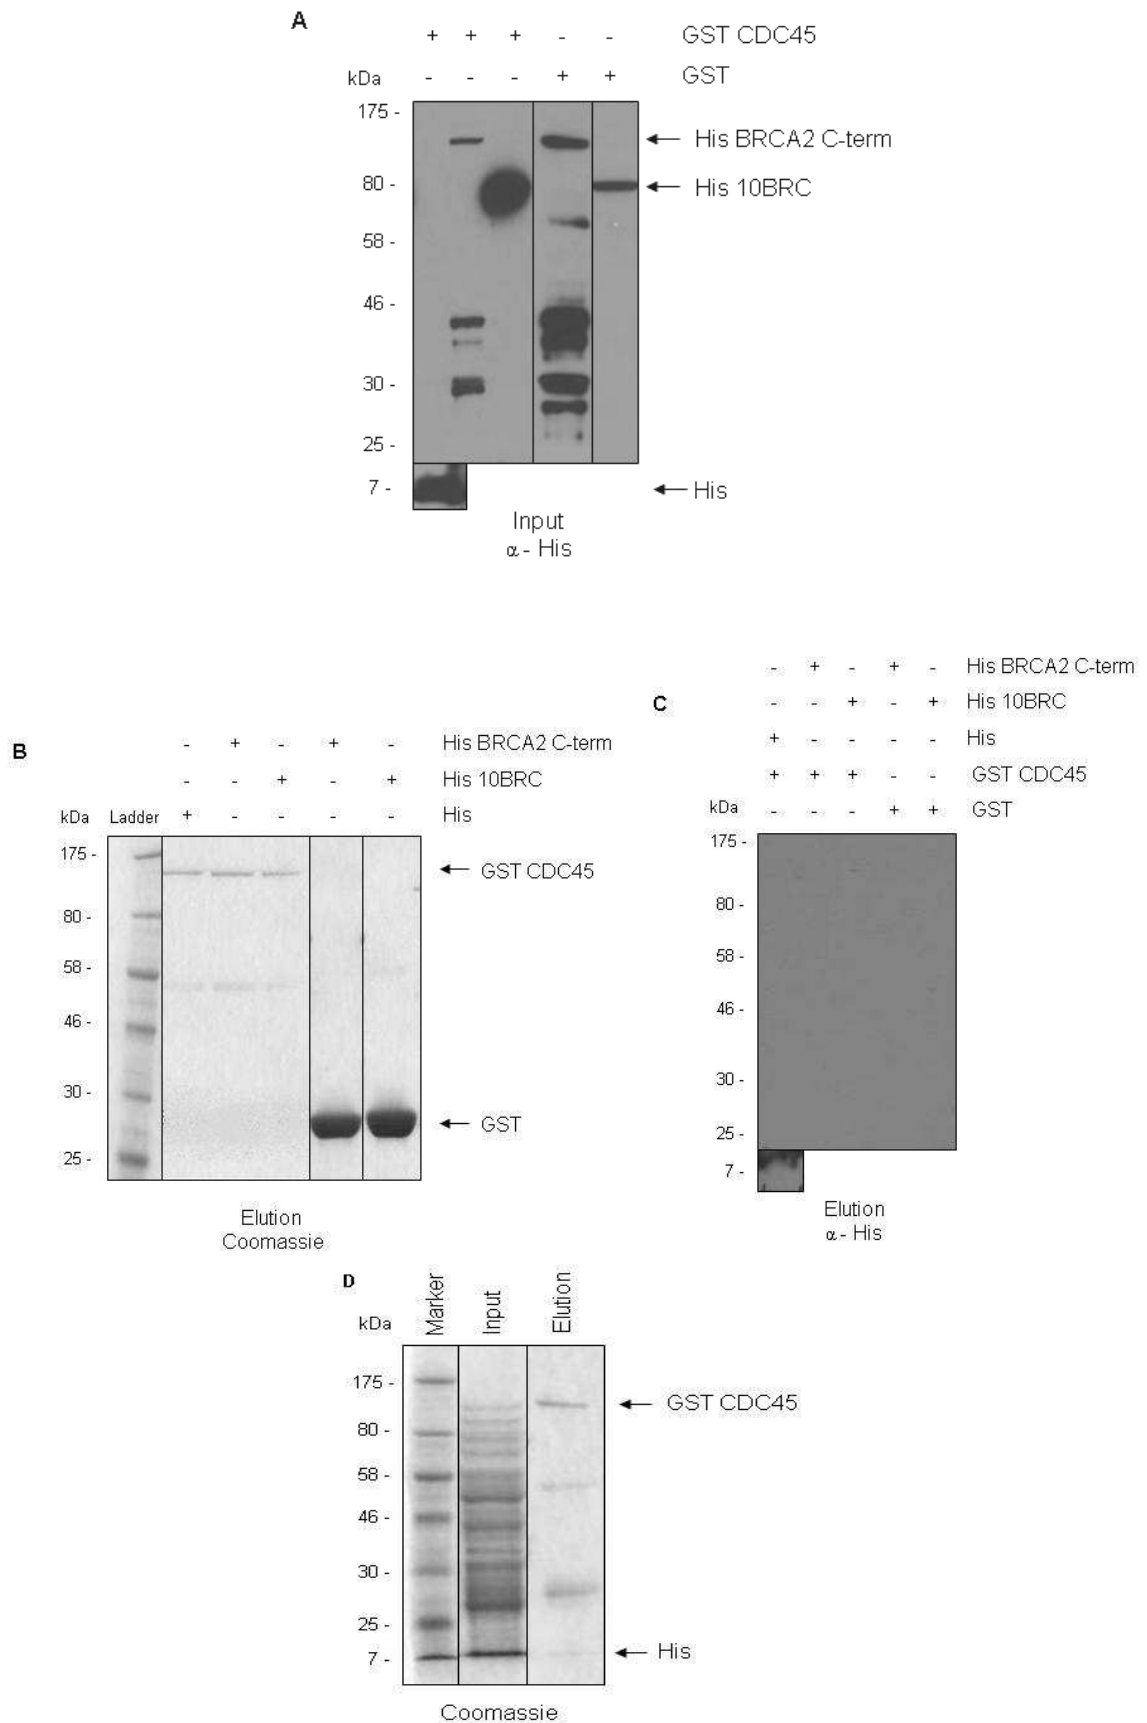 A
+ + + - - GST CDC45
kDa - - - + + GST
175 -
His BRCA2 C-term
80 -
His 10BRC
58 -
46 -
30 -
25 -
7 -
His
Input
α - His
B
- + - + - His BRCA2 C-term
- - + - + His 10BRC
kDa Ladder + - - - - His
175 -
GST CDC45
80 -
58 -
46 -
30 -
GST
25 -
Elution
Coomassie
C
- + - + - His BRCA2 C-term
- - + - + His 10BRC
+ - - - - His
+ + + - - GST CDC45
kDa - - - + + GST
175 -
80 -
58 -
46 -
30 -
25 -
7 -
Elution
α - His
D
kDa Marker Input Elution
175 -
GST CDC45
80 -
58 -
46 -
30 -
25 -
7 -
His
Coomassie